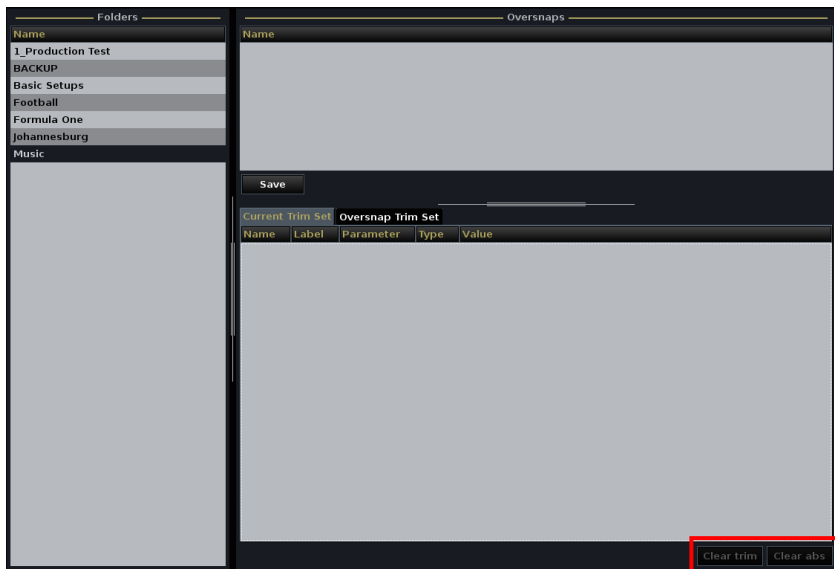 Folders
Name
1_Production Test
BACKUP
Basic Setups
Football
Formula One
Johannesburg
Music
Oversnaps
Name
Save
Current Trim Set Oversnap Trim Set
Name Label Parameter Type Value
Clear trim Clear abs